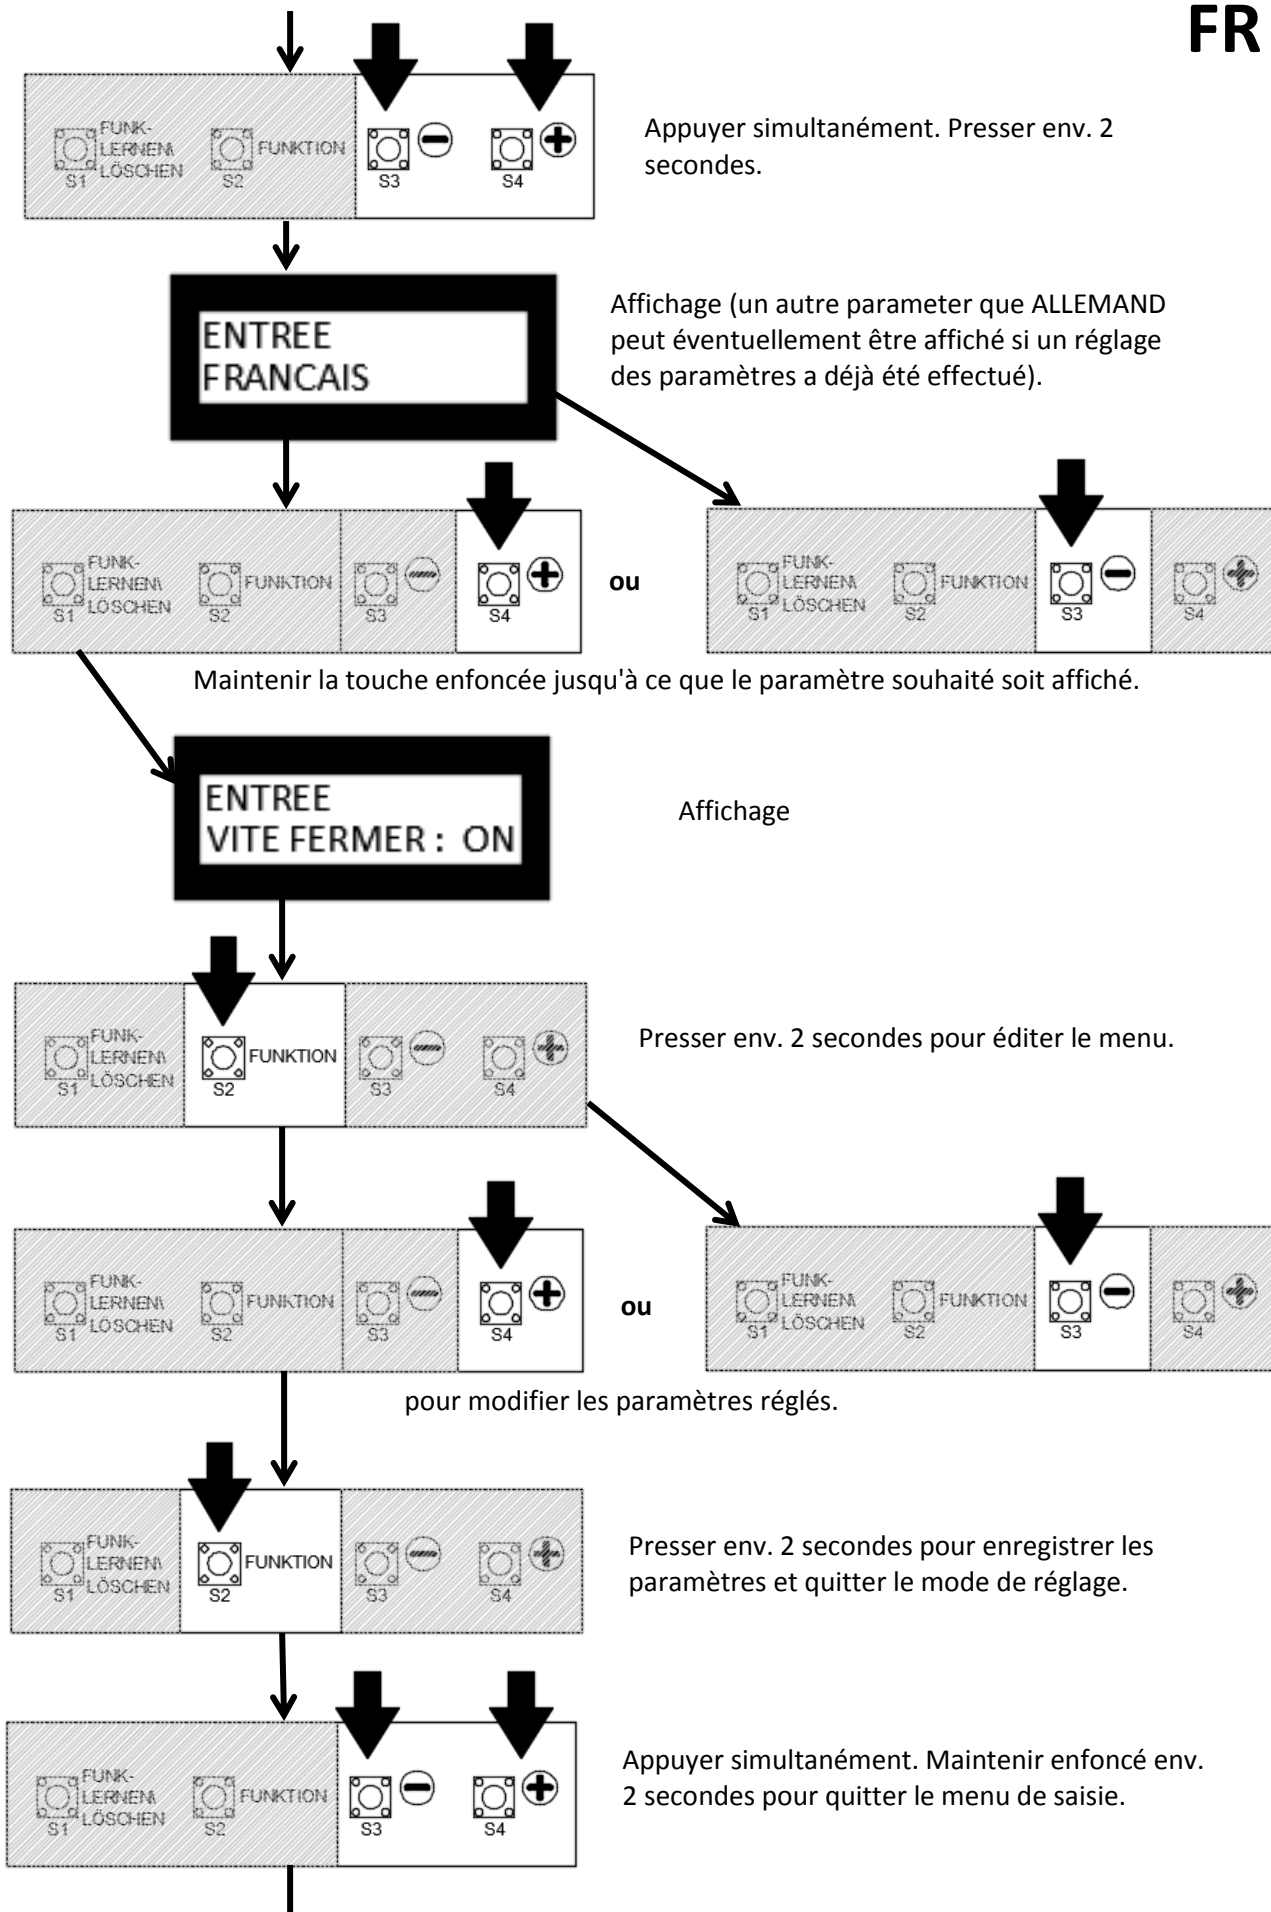 FR
FUNK-
LERNEN\
LÖSCHEN
S1
FUNKTION
S2
S3
S4
Appuyer simultanément. Presser env. 2
secondes.
ENTREE
FRANCAIS
Affichage (un autre parameter que ALLEMAND
peut éventuellement être affiché si un réglage
des paramètres a déjà été effectué).
FUNK-
LERNEN\
LÖSCHEN
S1
FUNKTION
S2
S3
S4
ou
FUNK-
LERNEN\
LÖSCHEN
S1
FUNKTION
S2
S3
S4
Maintenir la touche enfoncée jusqu'à ce que le paramètre souhaité soit affiché.
ENTREE
VITE FERMER : ON
Affichage
FUNK-
LERNEN\
LÖSCHEN
S1
FUNKTION
S2
S3
S4
Presser env. 2 secondes pour éditer le menu.
FUNK-
LERNEN\
LÖSCHEN
S1
FUNKTION
S2
S3
S4
ou
FUNK-
LERNEN\
LÖSCHEN
S1
FUNKTION
S2
S3
S4
pour modifier les paramètres réglés.
FUNK-
LERNEN\
LÖSCHEN
S1
FUNKTION
S2
S3
S4
Presser env. 2 secondes pour enregistrer les
paramètres et quitter le mode de réglage.
FUNK-
LERNEN\
LÖSCHEN
S1
FUNKTION
S2
S3
S4
Appuyer simultanément. Maintenir enfoncé env.
2 secondes pour quitter le menu de saisie.